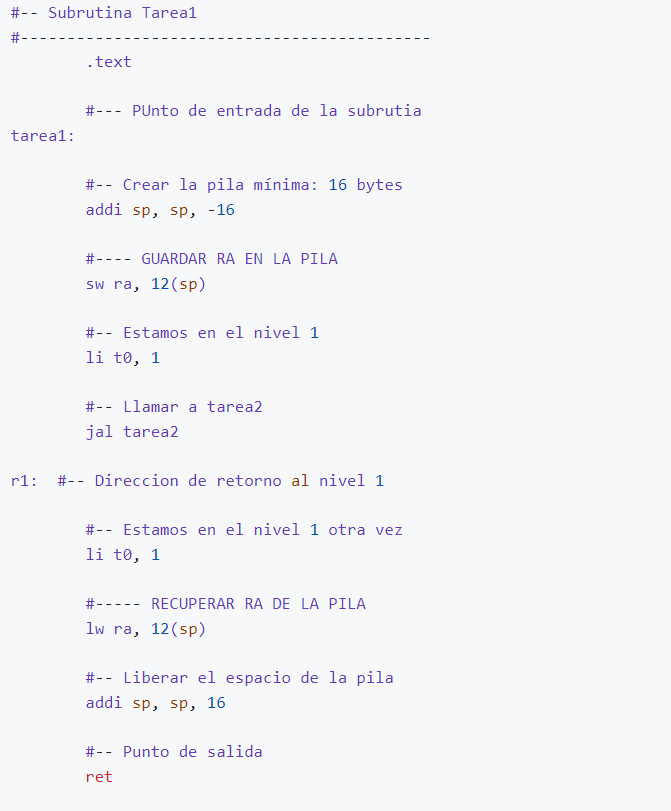 #-- Subrutina Tarea1
#--------------------------------------------
.text
#--- PUnto de entrada de la subrutia
tarea1:
#-- Crear la pila mínima: 16 bytes
addi sp, sp, -16
#---- GUARDAR RA EN LA PILA
sw ra, 12(sp)
#-- Estamos en el nivel 1
li t0, 1
#-- Llamar a tarea2
jal tarea2
r1:  #-- Direccion de retorno al nivel 1
#-- Estamos en el nivel 1 otra vez
li t0, 1
#----- RECUPERAR RA DE LA PILA
lw ra, 12(sp)
#-- Liberar el espacio de la pila
addi sp, sp, 16
#-- Punto de salida
ret